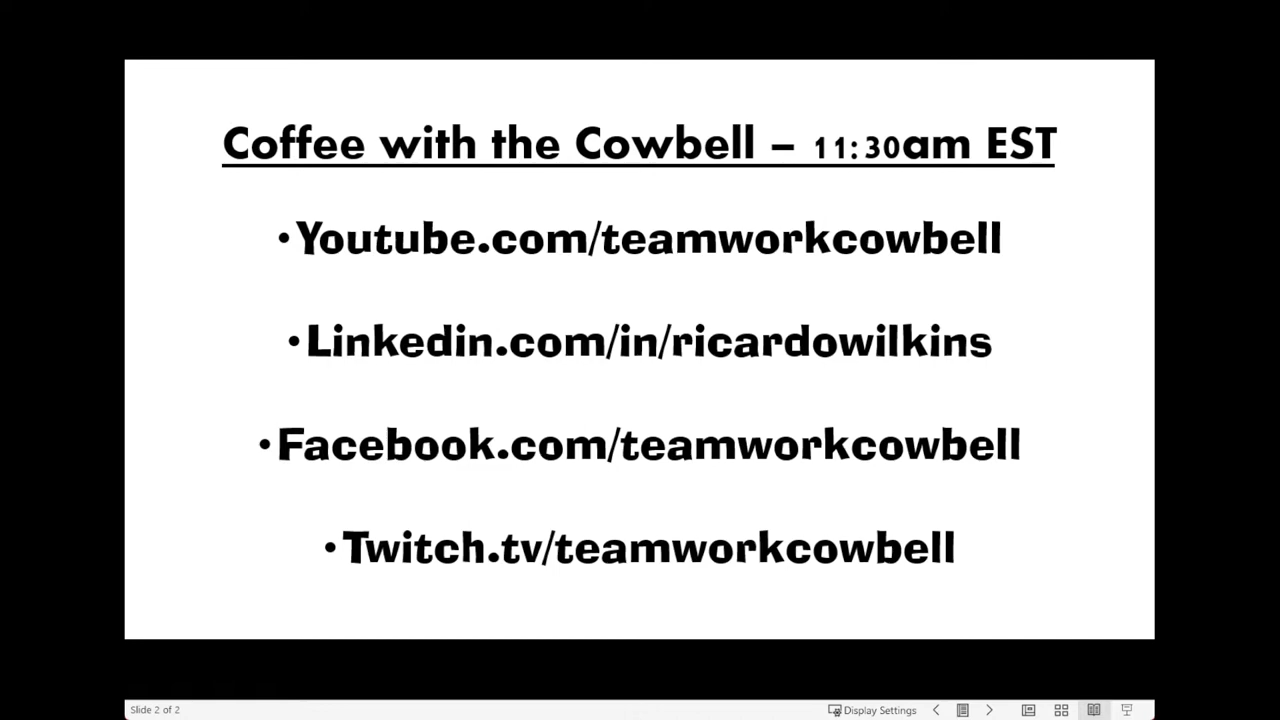 Coffee with the Cowbell – 11:30am EST
•Youtube.com/teamworkcowbell
•Linkedin.com/in/ricardowilkins
•Facebook.com/teamworkcowbell
•Twitch.tv/teamworkcowbell
Slide 2 of 2 Display Settings